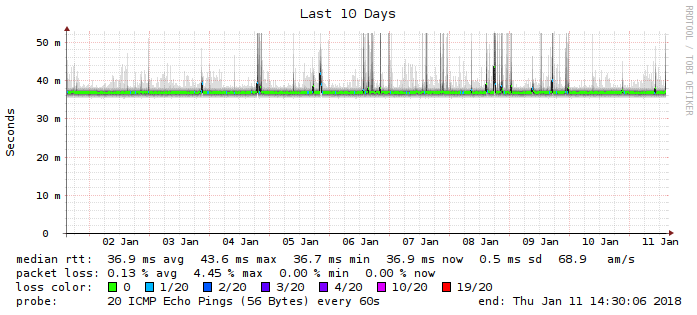 Last 10 Days
RRDTOOL / TOBI OETIKER
Seconds
50 m
40 m
30 m
20 m
10 m
0
02 Jan 03 Jan 04 Jan 05 Jan 06 Jan 07 Jan 08 Jan 09 Jan 10 Jan 11 Jan
median rtt: 36.9 ms avg 43.6 ms max 36.7 ms min 36.9 ms now 0.5 ms sd 68.9 am/s
packet loss: 0.13 % avg 4.45 % max 0.00 % min 0.00 % now
loss color: 0 1/20 2/20 3/20 4/20 10/20 19/20
probe: 20 ICMP Echo Pings (56 Bytes) every 60s end: Thu Jan 11 14:30:06 2018